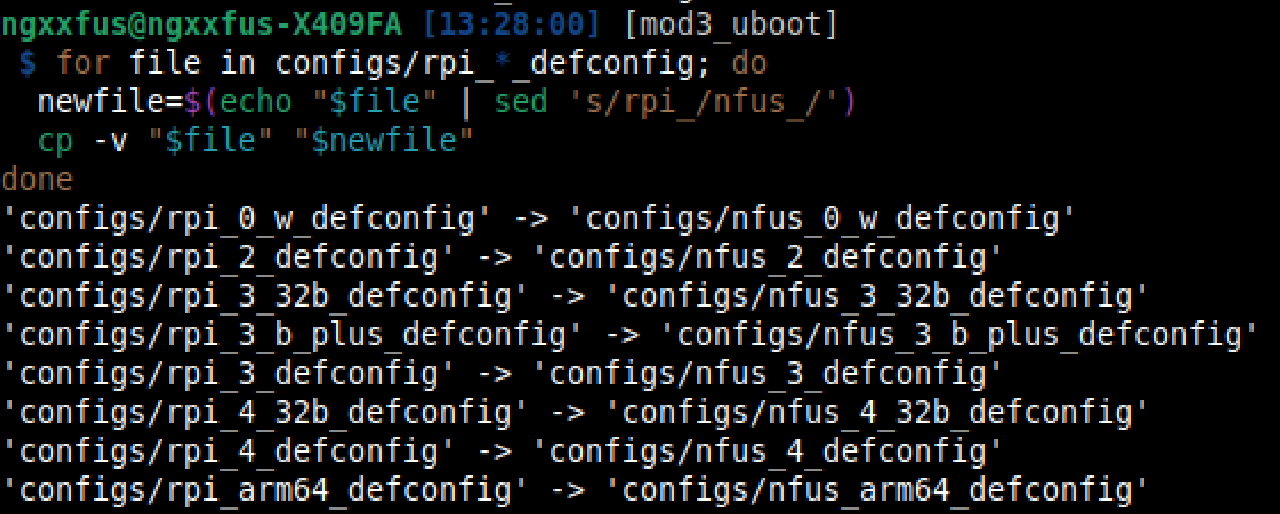 ngxxfus@ngxxfus-X409FA [13:28:00] [mod3_uboot]
$ for file in configs/rpi_*_defconfig; do
newfile=$(echo "$file" | sed 's/rpi_/nfus_/')
cp -v "$file" "$newfile"
done
'configs/rpi_0_w_defconfig' -> 'configs/nfus_0_w_defconfig'
'configs/rpi_2_defconfig' -> 'configs/nfus_2_defconfig'
'configs/rpi_3_32b_defconfig' -> 'configs/nfus_3_32b_defconfig'
'configs/rpi_3_b_plus_defconfig' -> 'configs/nfus_3_b_plus_defconfig'
'configs/rpi_3_defconfig' -> 'configs/nfus_3_defconfig'
'configs/rpi_4_32b_defconfig' -> 'configs/nfus_4_32b_defconfig'
'configs/rpi_4_defconfig' -> 'configs/nfus_4_defconfig
'configs/rpi_arm64_defconfig' -> 'configs/nfus_arm64_defconfig'